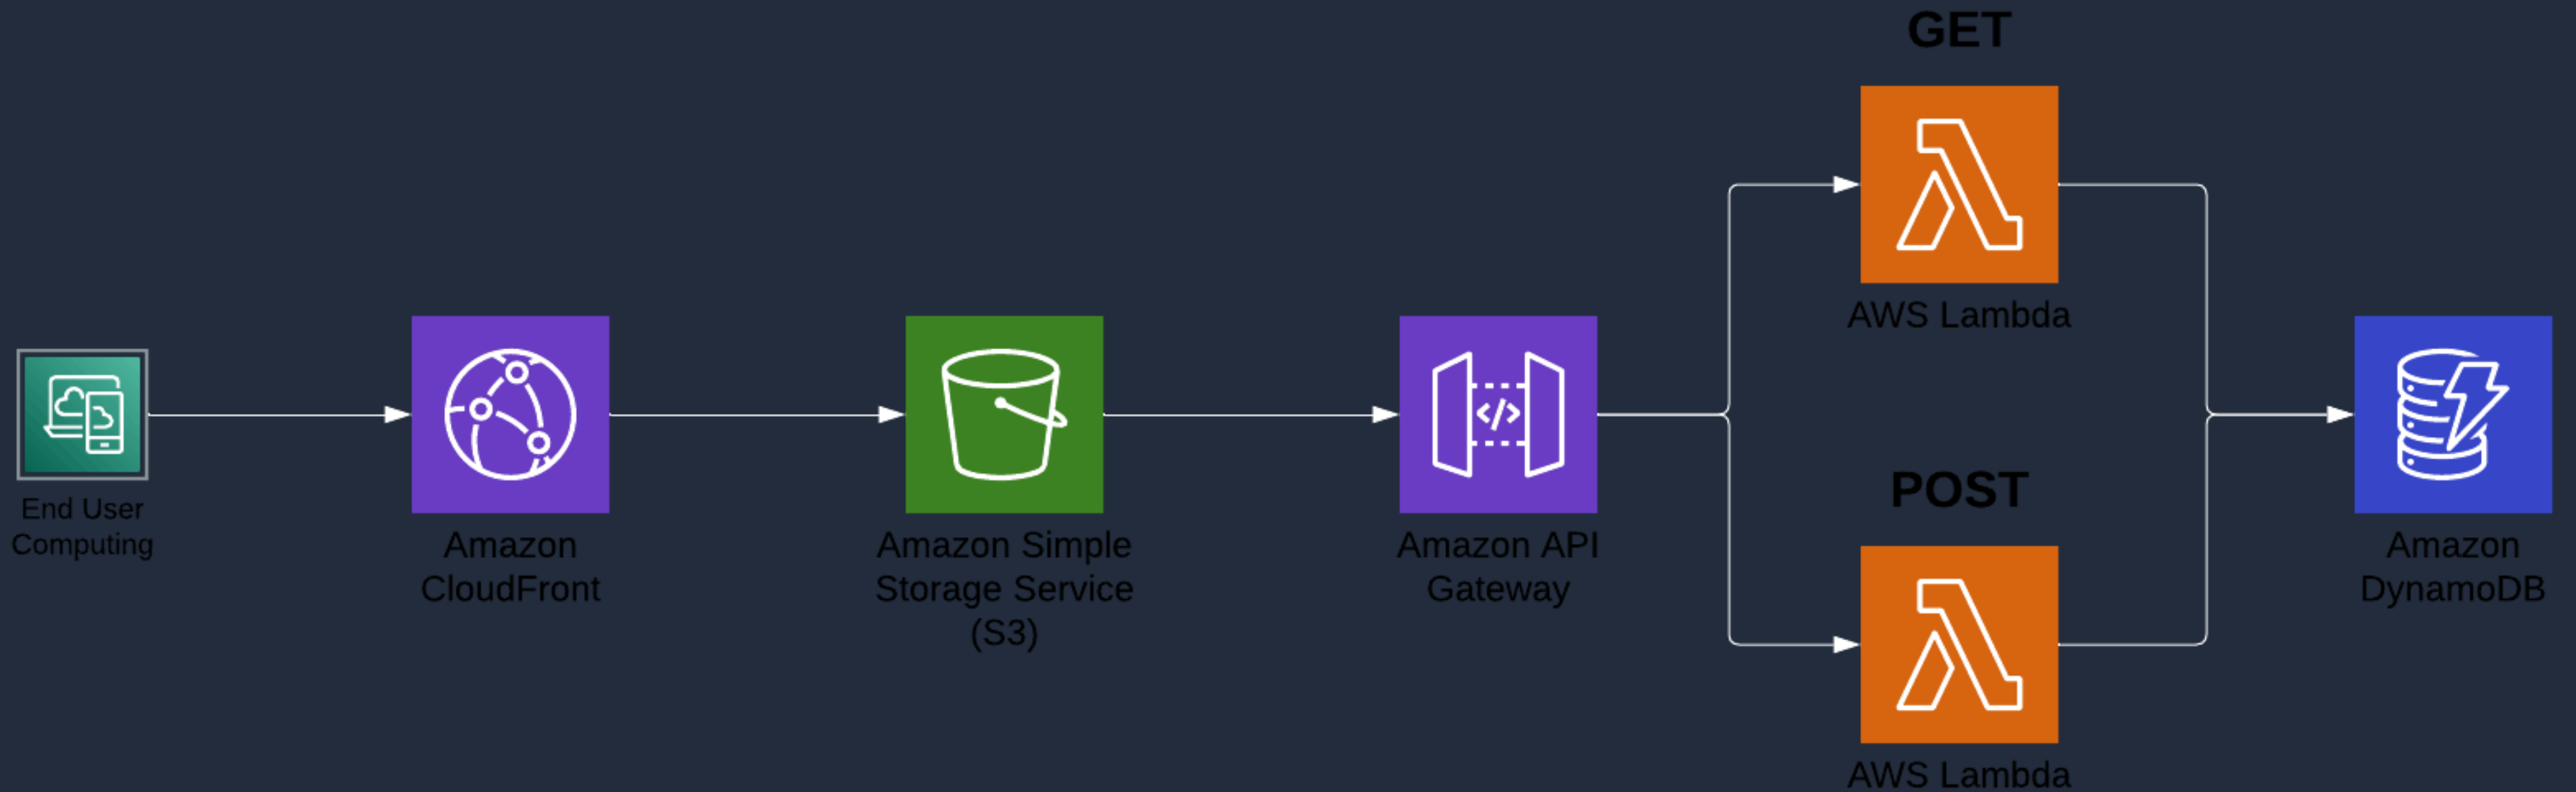 GET
AWS Lambda
End User
Computing
Amazon
CloudFront
Amazon Simple
Storage Service
(S3)
Amazon API
Gateway
POST
AWS Lambda
Amazon
DynamoDB